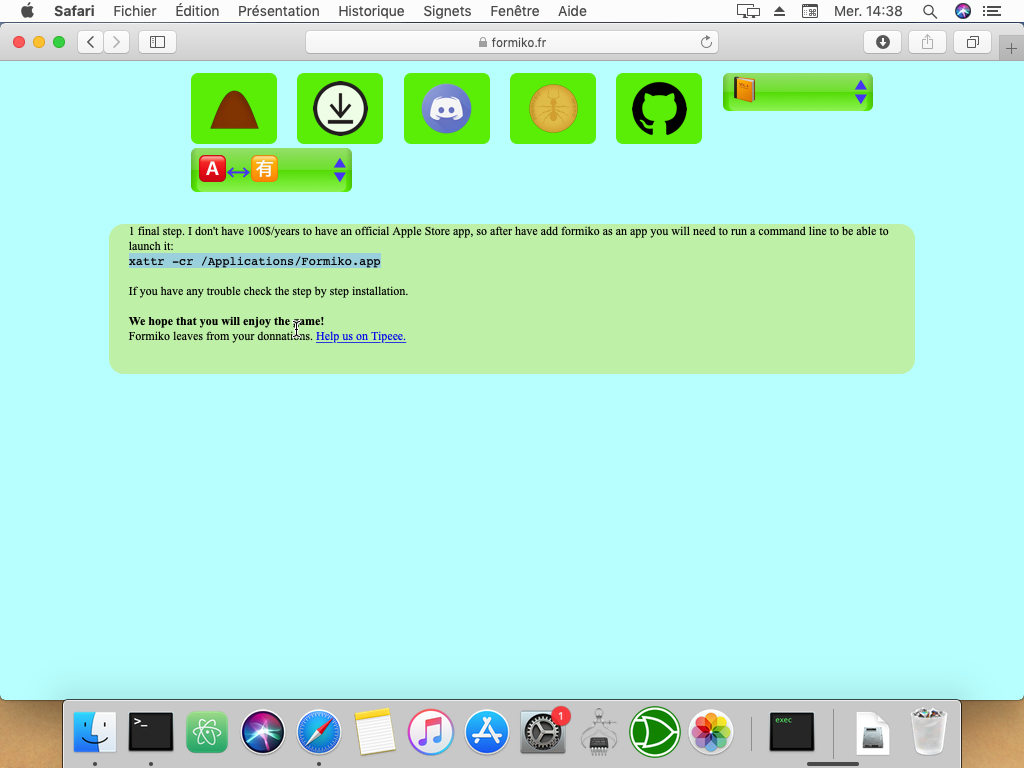 Safari Fichier Édition Présentation Historique Signets Fenêtre Aide Mer. 14:38
formiko.fr
A 有
1 final step. I don't have 100$/years to have an official Apple Store app, so after have add formiko as an app you will need to run a command line to be able to
launch it:
xattr -cr /Applications/Formiko.app
If you have any trouble check the step by step installation.
We hope that you will enjoy the game!
Formiko leaves from your donnations. Help us on Tipeee.
>_
1
exec